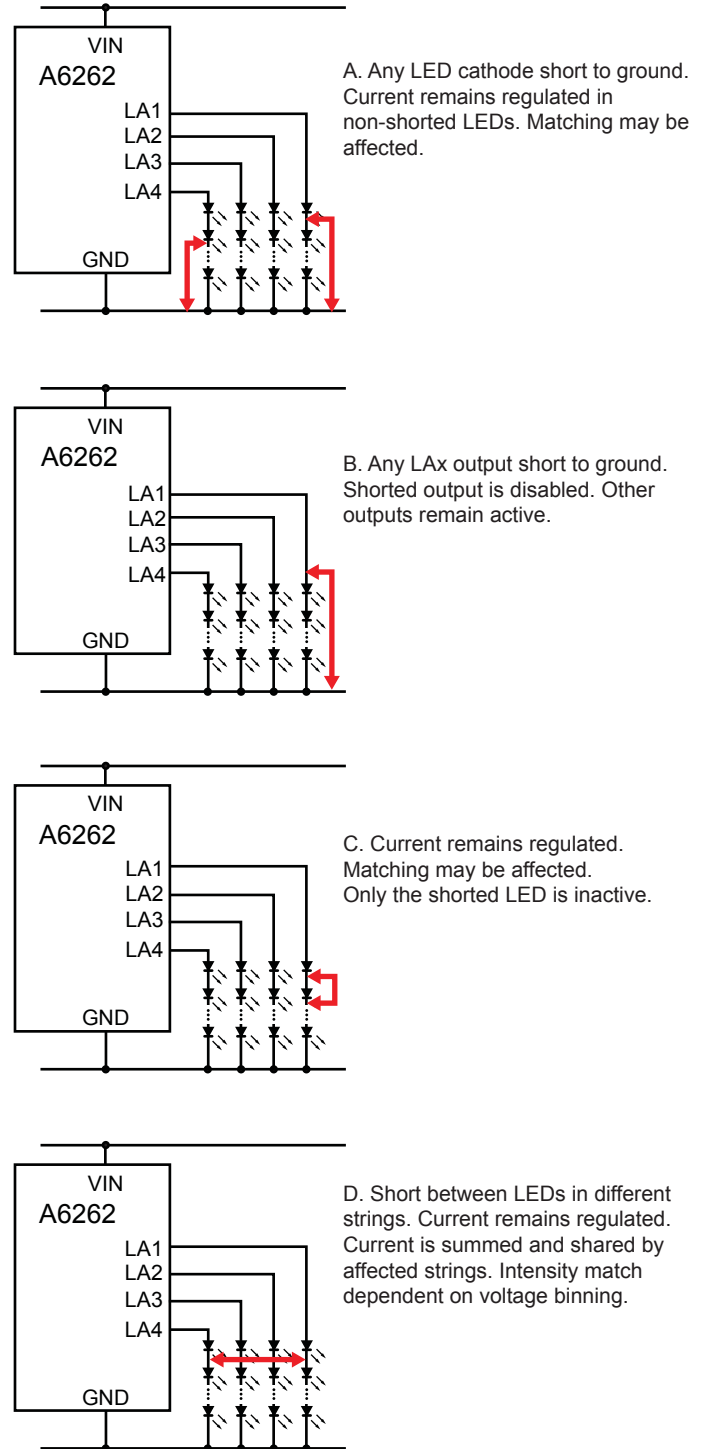 VIN
A6262
LA1
LA2
LA3
LA4
GND
A. Any LED cathode short to ground.
Current remains regulated in
non-shorted LEDs. Matching may be
affected.
VIN
A6262
LA1
LA2
LA3
LA4
GND
B. Any LAx output short to ground.
Shorted output is disabled. Other
outputs remain active.
VIN
A6262
LA1
LA2
LA3
LA4
GND
C. Current remains regulated.
Matching may be affected.
Only the shorted LED is inactive.
VIN
A6262
LA1
LA2
LA3
LA4
GND
D. Short between LEDs in different
strings. Current remains regulated.
Current is summed and shared by
affected strings. Intensity match
dependent on voltage binning.